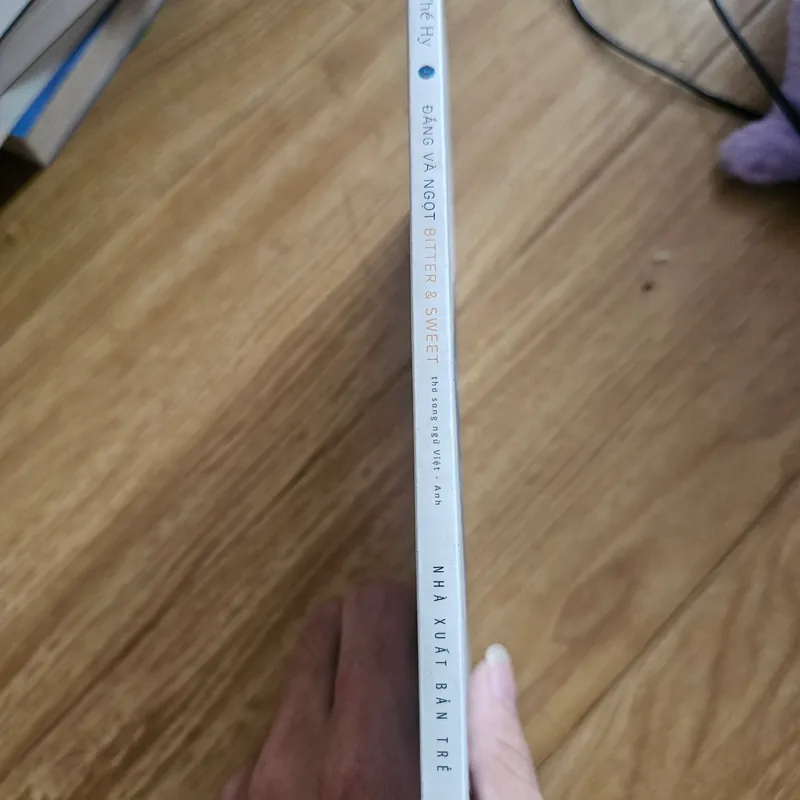 hế Hy
ĐẮNG VÀ NGỌT BITTER & SWEET
thơ song ngữ Việt - Anh
NHÀ XUẤT BẢN TRẺ